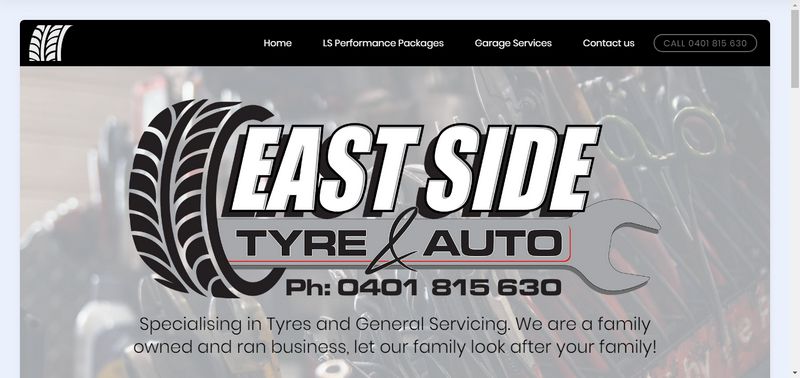 Home LS Performance Packages Garage Services Contact us CALL 0401 815 630
EAST SIDE
TYRE & AUTO
Ph: 0401 815 630
Specialising in Tyres and General Servicing. We are a family
owned and ran business, let our family look after your family!